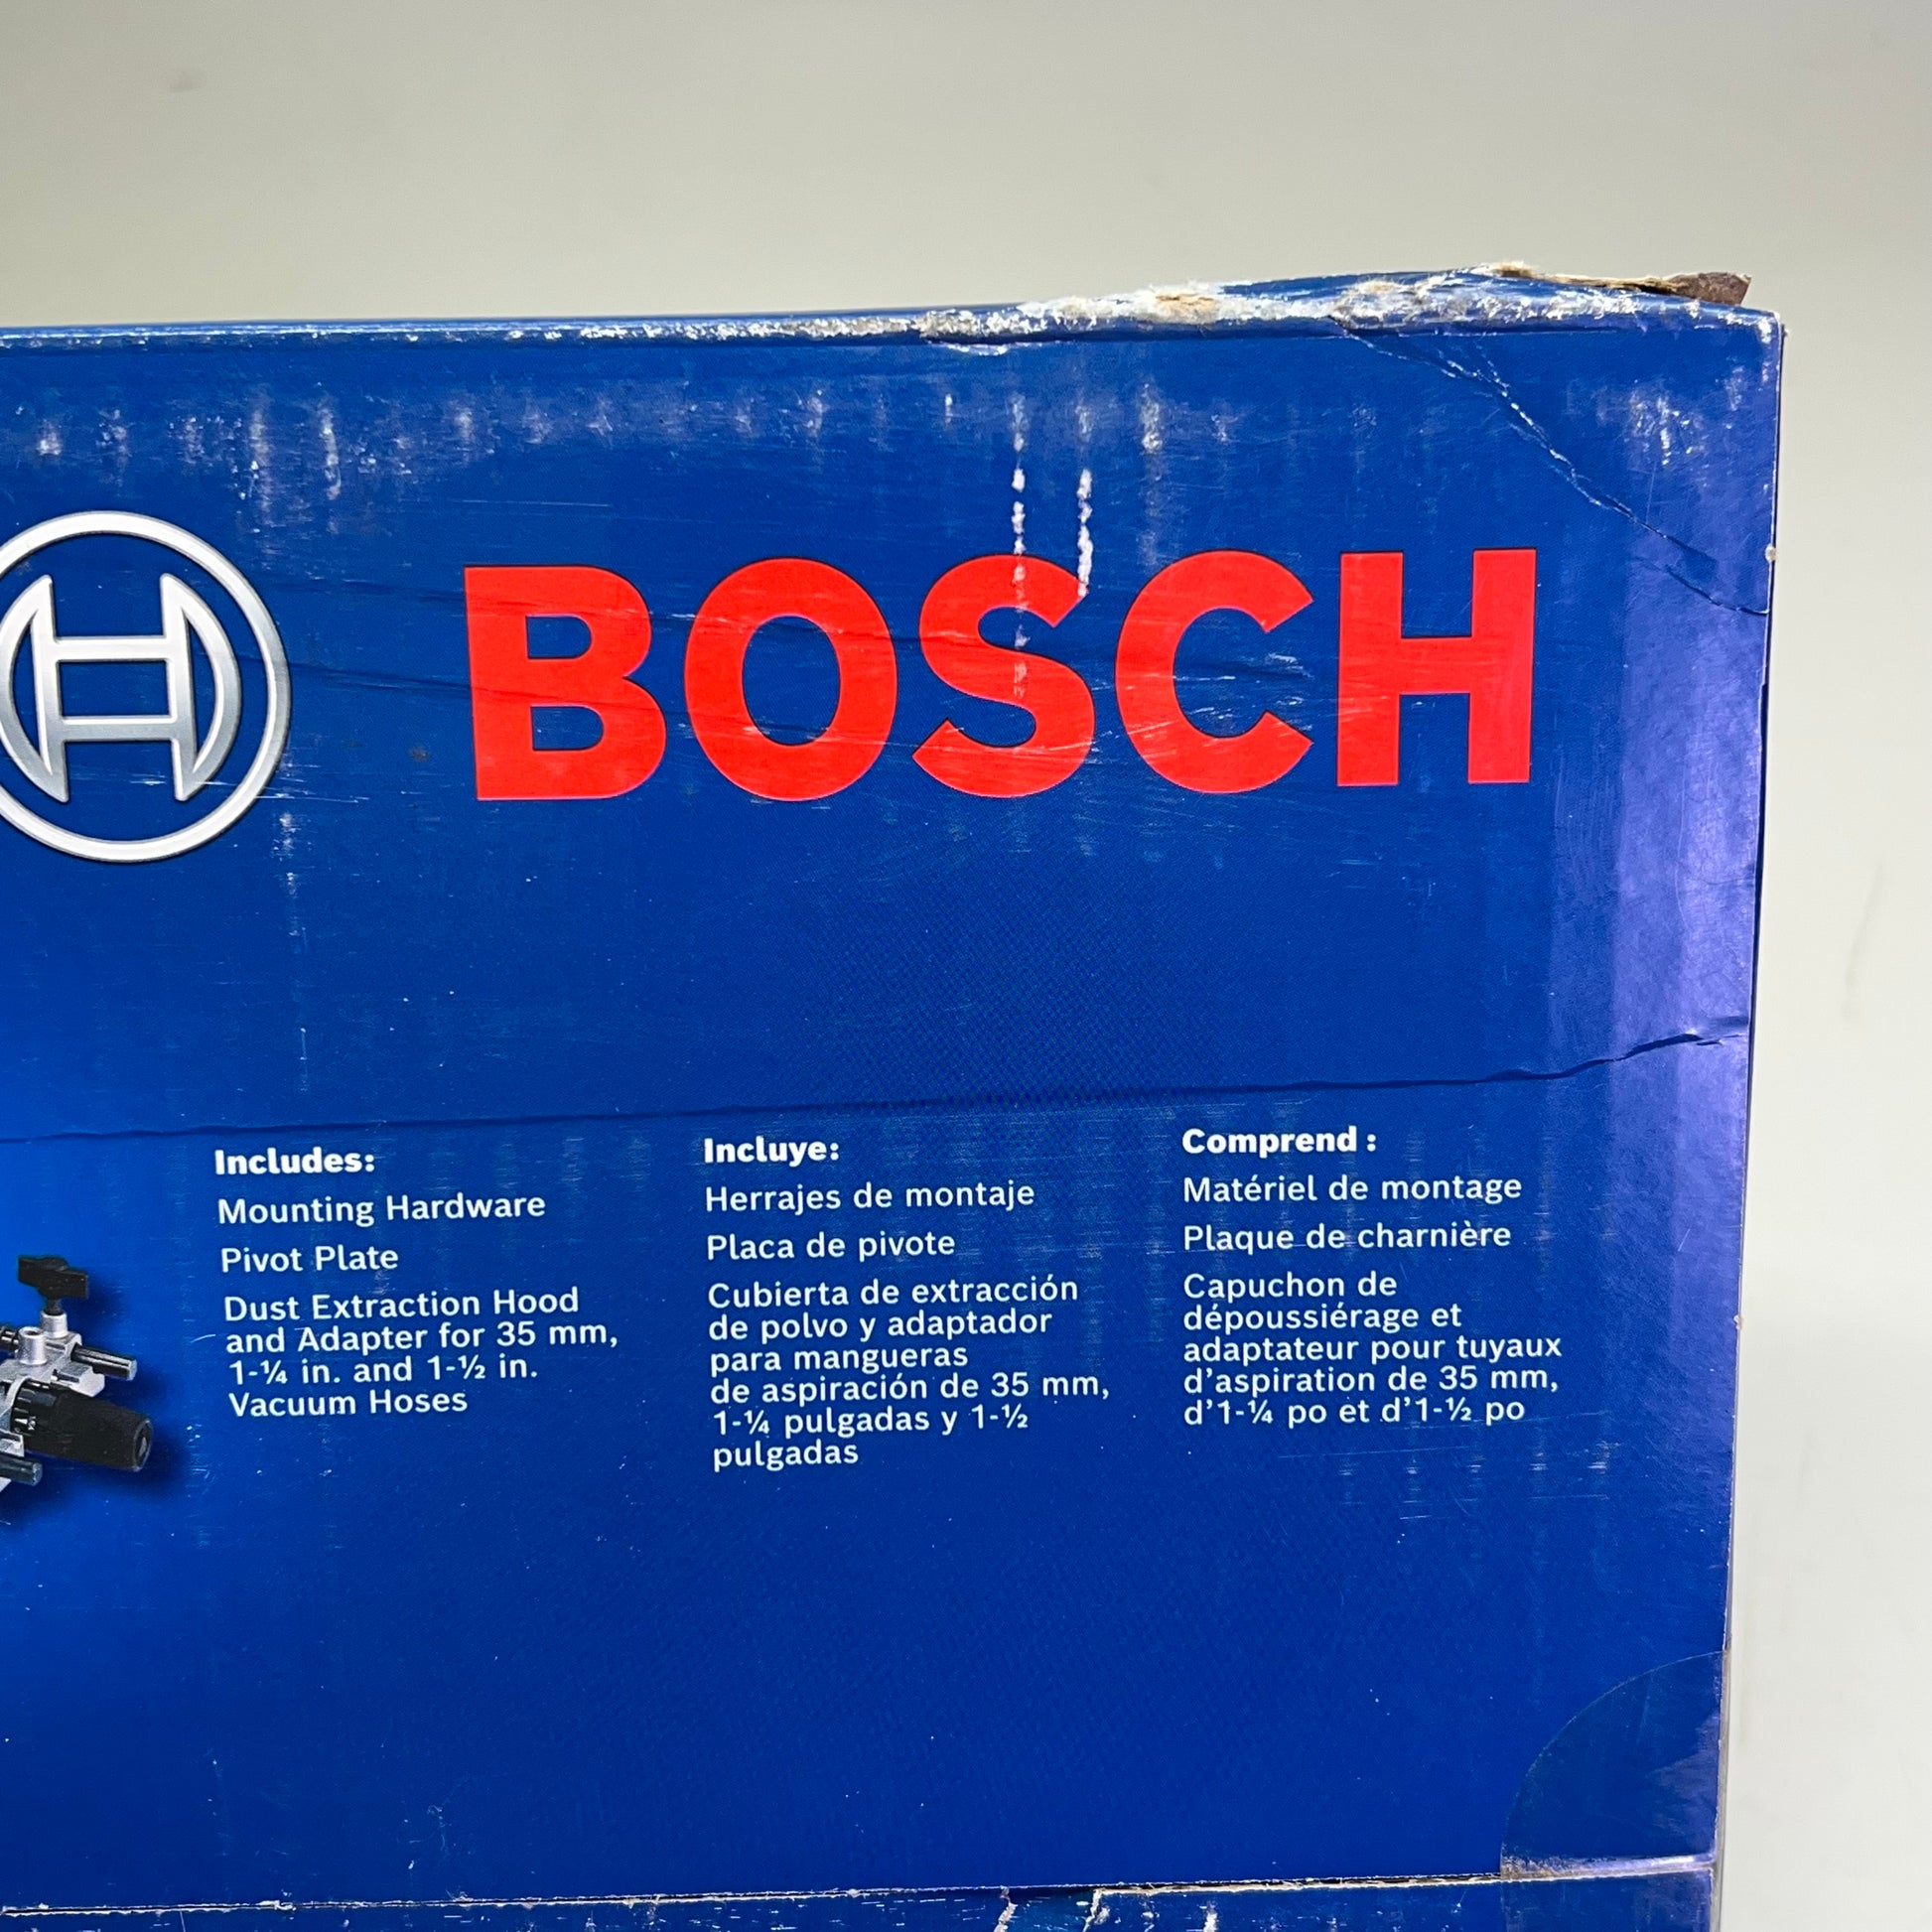 BOSCH
Includes:
Mounting Hardware
Pivot Plate
Dust Extraction Hood
and Adapter for 35 mm,
1-¼ in. and 1-½ in.
Vacuum Hoses
Incluye:
Herrajes de montaje
Placa de pivote
Cubierta de extracción
de polvo y adaptador
para mangueras
de aspiración de 35 mm,
1-¼ pulgadas y 1-½
pulgadas
Comprend :
Matériel de montage
Plaque de charnière
Capuchon de
dépoussiérage et
adaptateur pour tuyaux
d’aspiration de 35 mm,
d’1-¼ po et d’1-½ po